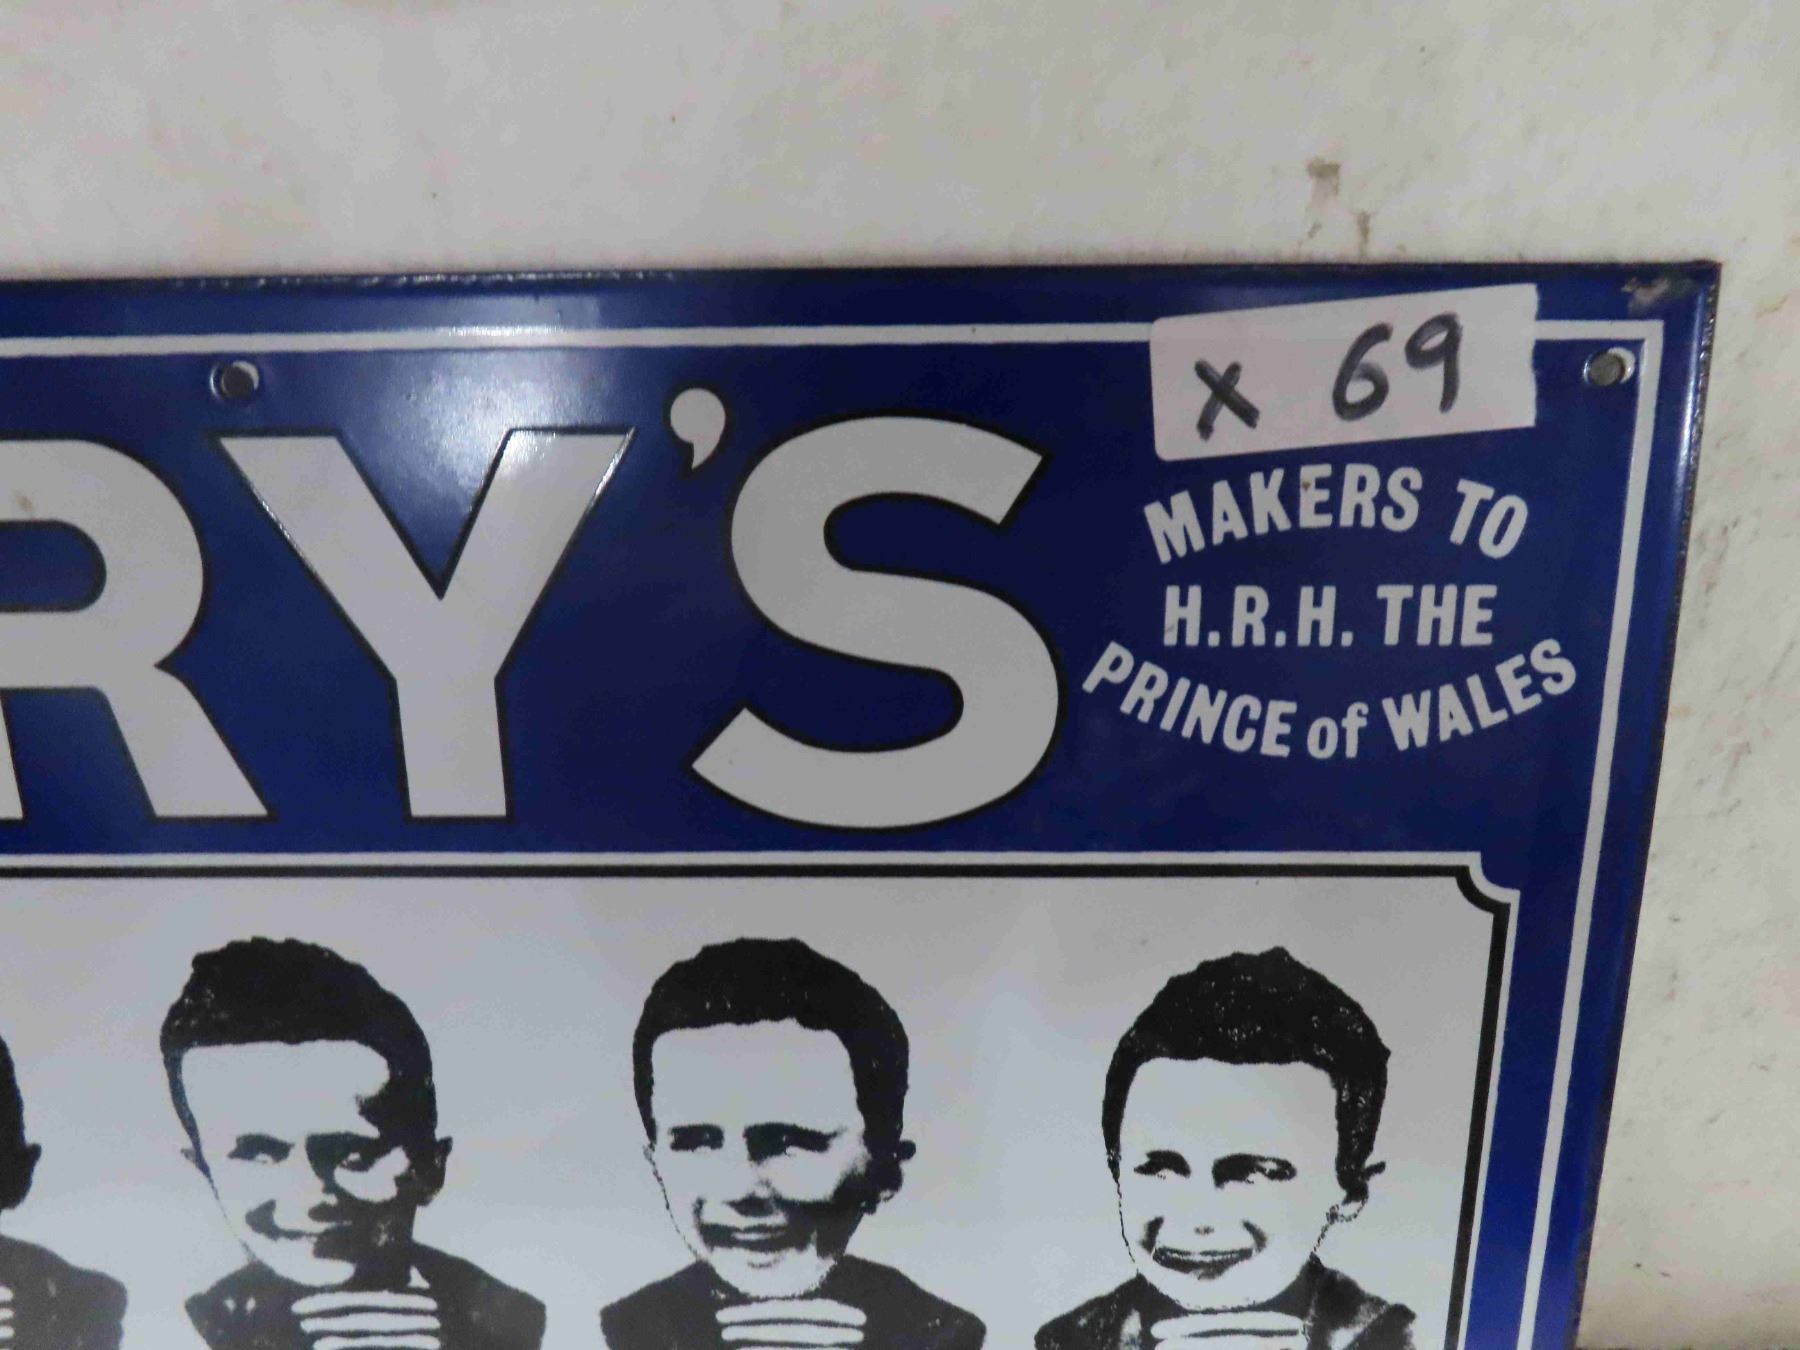 x 69
RY'S
MAKERS TO
H.R.H. THE
PRINCE of WALES